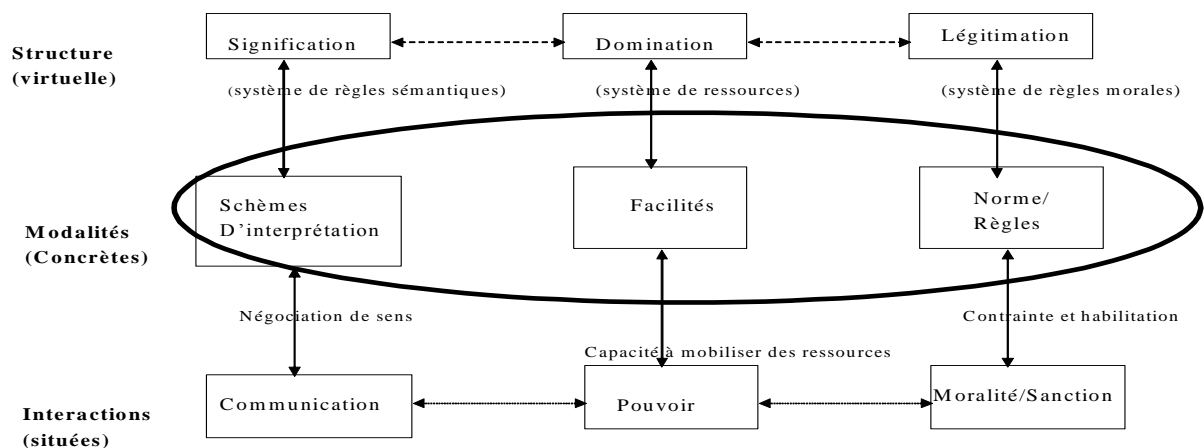 Signification
Domination
Légitimation
Structure
(virtuelle)
(système de règles sémantiques)
(système de ressources)
(système de règles morales)
Schèmes
D'interprétation
Facilités
Norme/
Règles
Modalités
(Concrètes)
Négociation de sens
Contrainte et habilitation
Capacité à mobiliser des ressources
Communication
Pouvoir
Moralité/Sanction
Interactions
(situées)